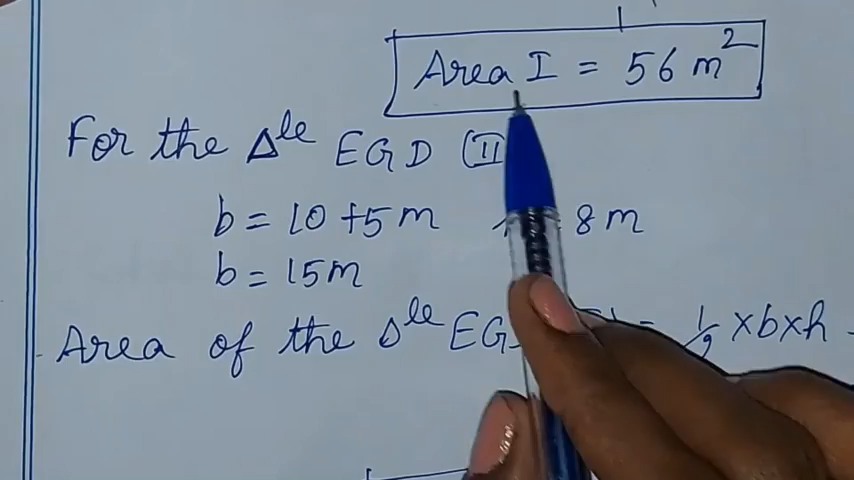 Area I = 56 m²
For the Δle EGD (II
b = 10 +5 m 8 m
b = 15m
Area of the Δle EG = 1/2 ×b×h